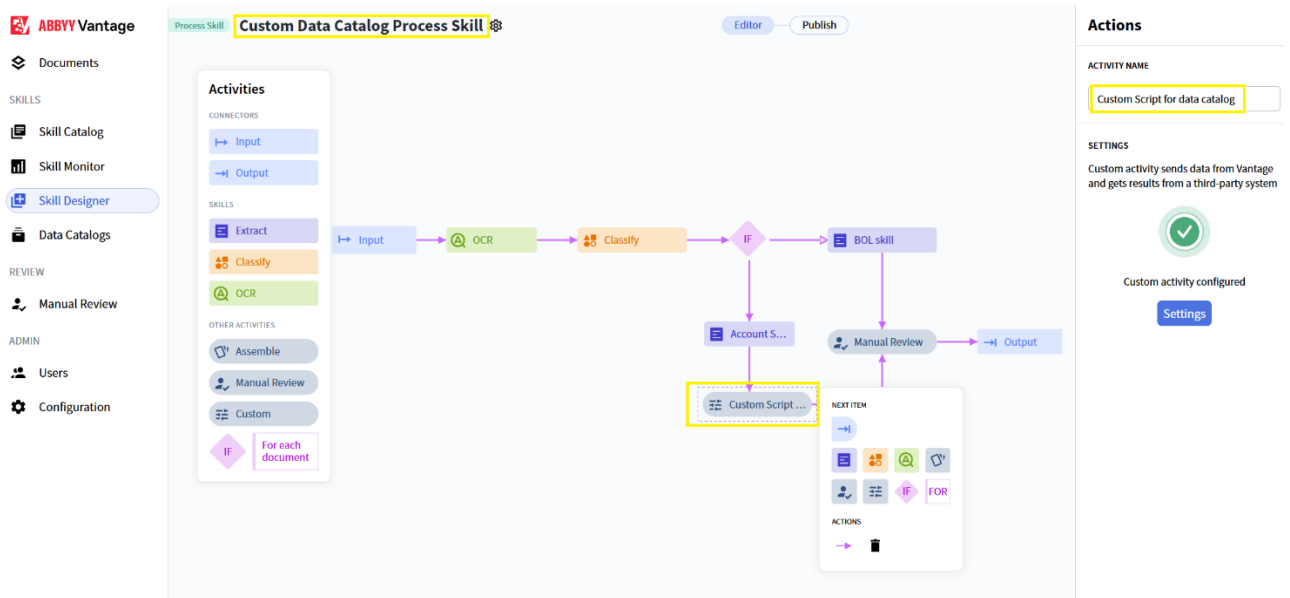 ABBYY Vantage
Documents
SKILLS
Skill Catalog
Skill Monitor
Skill Designer
Data Catalogs
REVIEW
Manual Review
ADMIN
Users
Configuration
Process Skill Custom Data Catalog Process Skill
Editor Publish
Activities
CONNECTORS
Input
Output
SKILLS
Extract
Classify
OCR
OTHER ACTIVITIES
Assemble
Manual Review
Custom
IF For each
document
Input OCR Classify IF BOL skill
Account S...
Manual Review Output
Custom Script ...
NEXT ITEM
IF FOR
ACTIONS
Actions
ACTIVITY NAME
Custom Script for data catalog
SETTINGS
Custom activity sends data from Vantage
and gets results from a third-party system
Custom activity configured
Settings